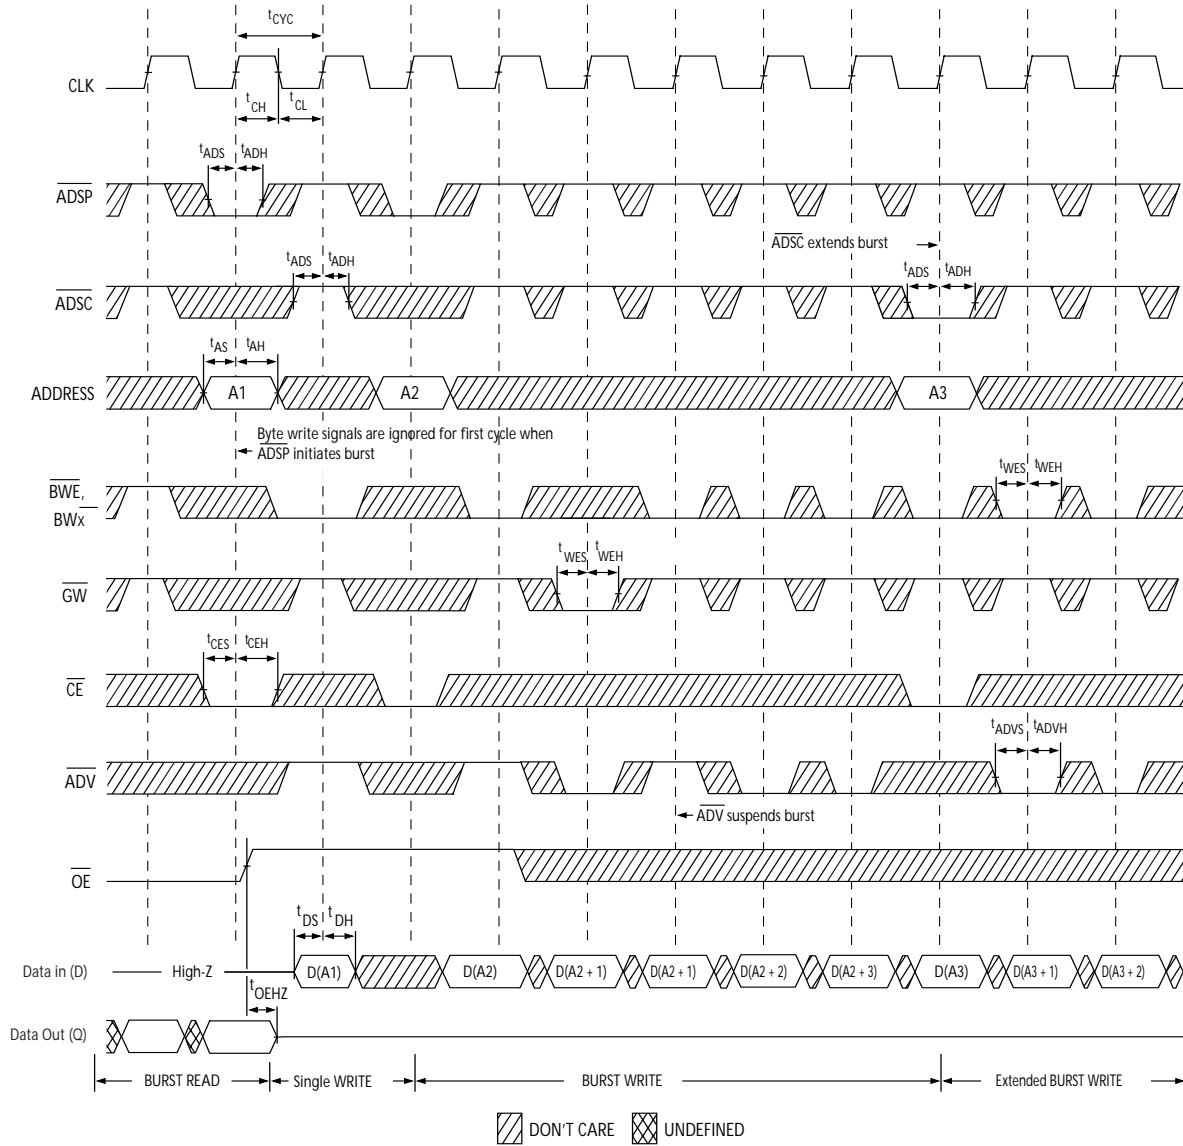 tCYC
CLK
tCH
tCL
tADS
tADH
ADSP
ADSC extends burst
tADS
tADH
tADS
tADH
ADSC
tAS
tAH
ADDRESS
A1
A2
A3
Byte write signals are ignored for first cycle when
ADSP initiates burst
BWE,
BWx
tWES
tWEH
tWES
tWEH
GW
tCES
tCEH
CE
tADVS
tADVH
ADV
ADV suspends burst
OE
tDS
tDH
Data in (D)
High-Z
D(A1)
D(A2)
D(A2 + 1)
D(A2 + 1)
D(A2 + 2)
D(A2 + 3)
D(A3)
D(A3 + 1)
D(A3 + 2)
tOEHZ
Data Out (Q)
BURST READ
Single WRITE
BURST WRITE
Extended BURST WRITE
DON'T CARE
UNDEFINED